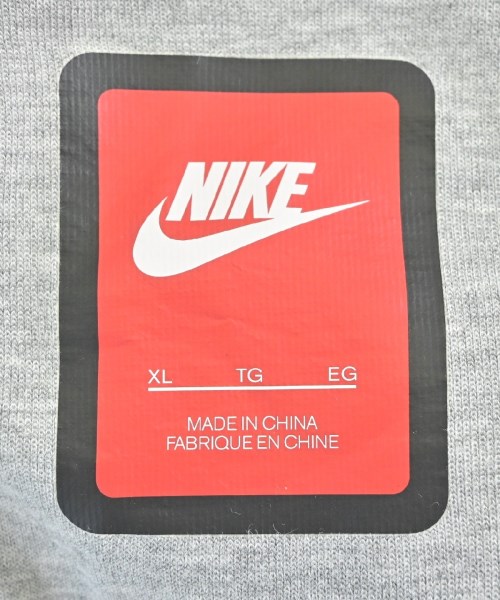 NIKE
XL TG EG
MADE IN CHINA
FABRIQUE EN CHINE